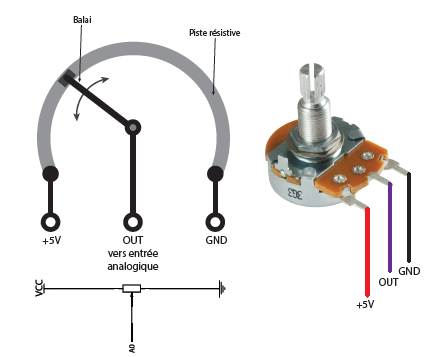 Balai
Piste résistive
+5V
OUT
vers entrée
analogique
GND
VCC
A0
GND
OUT
+5V